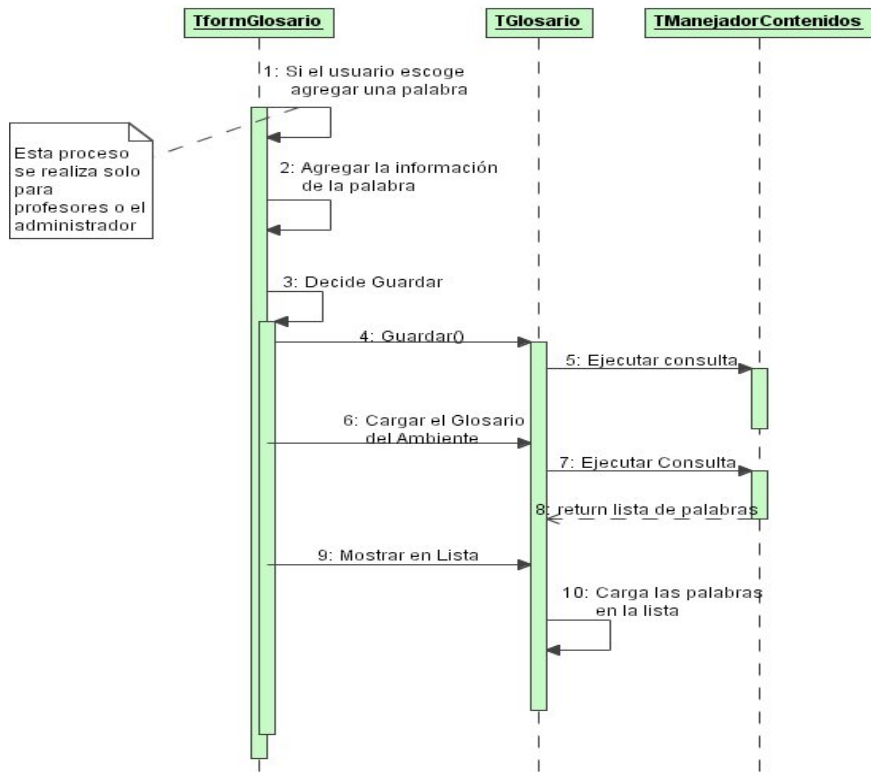 TformGlosario
TGlosario
TManejadorContenidos
1: Si el usuario escoge
agregar una palabra
Esta proceso
se realiza solo
para
profesores o el
administrador
2: Agregar la información
de la palabra
3: Decide Guardar
4: Guardar()
5: Ejecutar consulta
6: Cargar el Glosario
del Ambiente
7: Ejecutar Consulta
8: return lista de palabras
9: Mostrar en Lista
10: Carga las palabras
en la lista